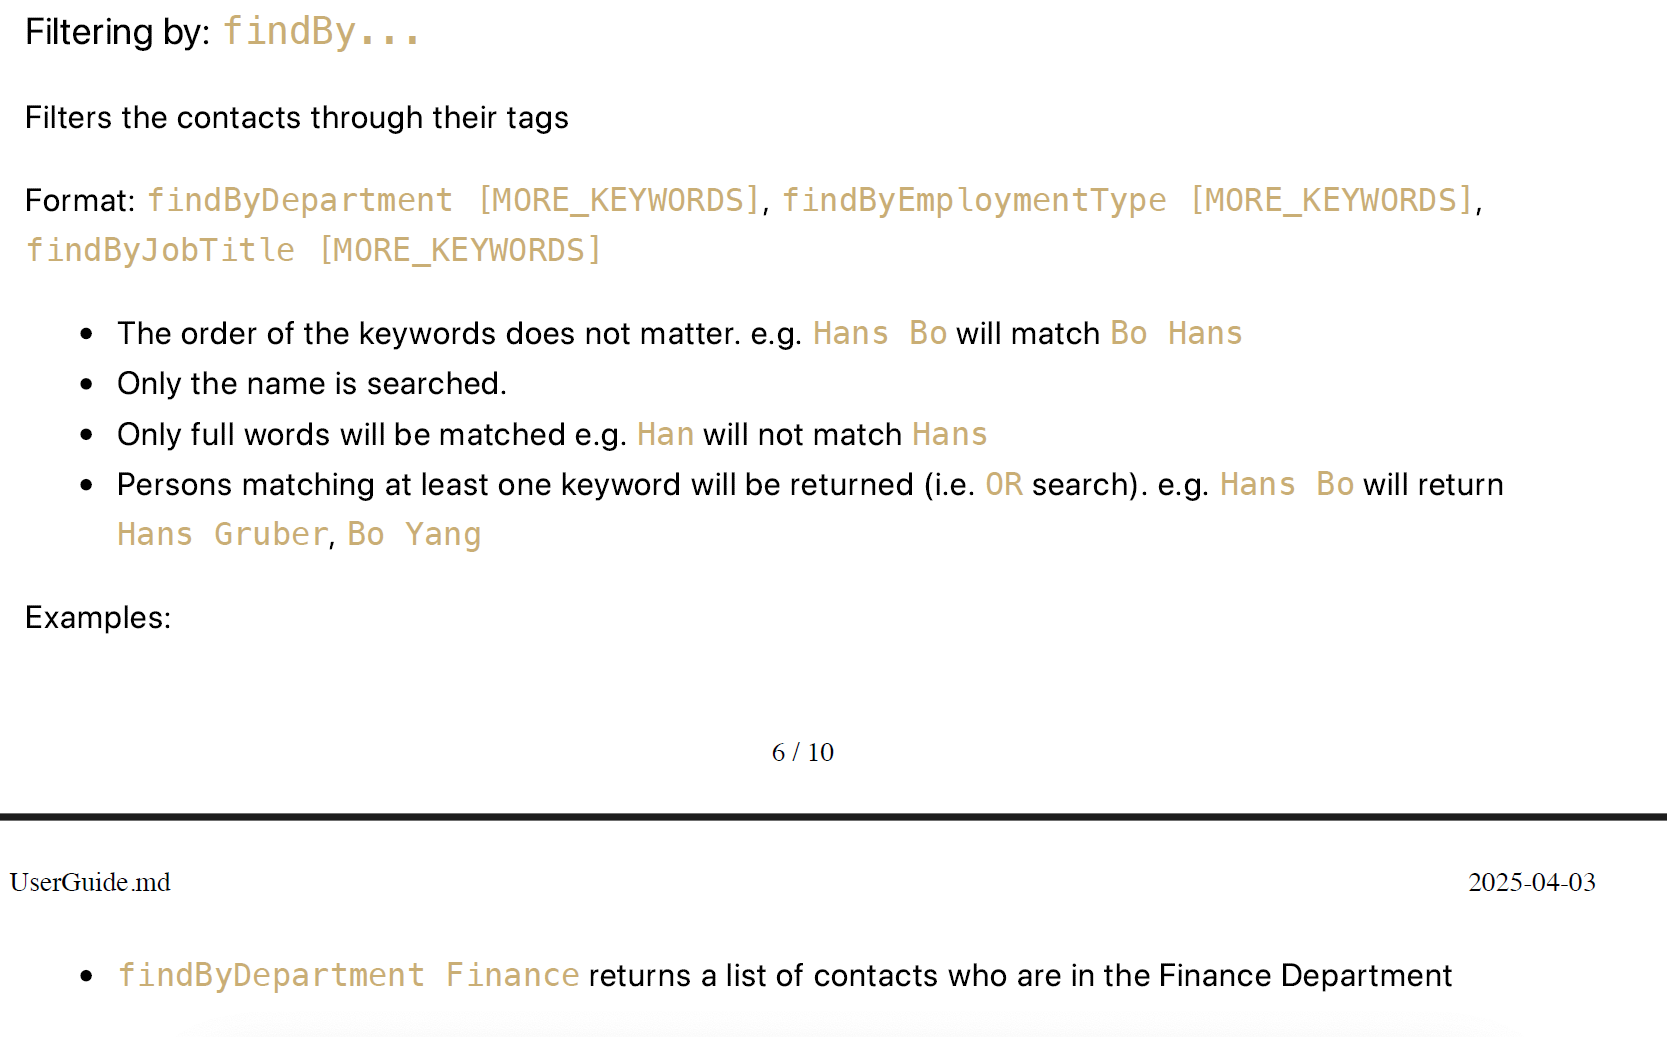 Filtering by: findBy...
Filters the contacts through their tags
Format: findByDepartment [MORE_KEYWORDS], findByEmploymentType [MORE_KEYWORDS],
findByJobTitle [MORE_KEYWORDS]
• The order of the keywords does not matter. e.g. Hans Bo will match Bo Hans
• Only the name is searched.
• Only full words will be matched e.g. Han will not match Hans
• Persons matching at least one keyword will be returned (i.e. OR search). e.g. Hans Bo will return
Hans Gruber, Bo Yang
Examples:
6 / 10
UserGuide.md 2025-04-03
• findByDepartment Finance returns a list of contacts who are in the Finance Department